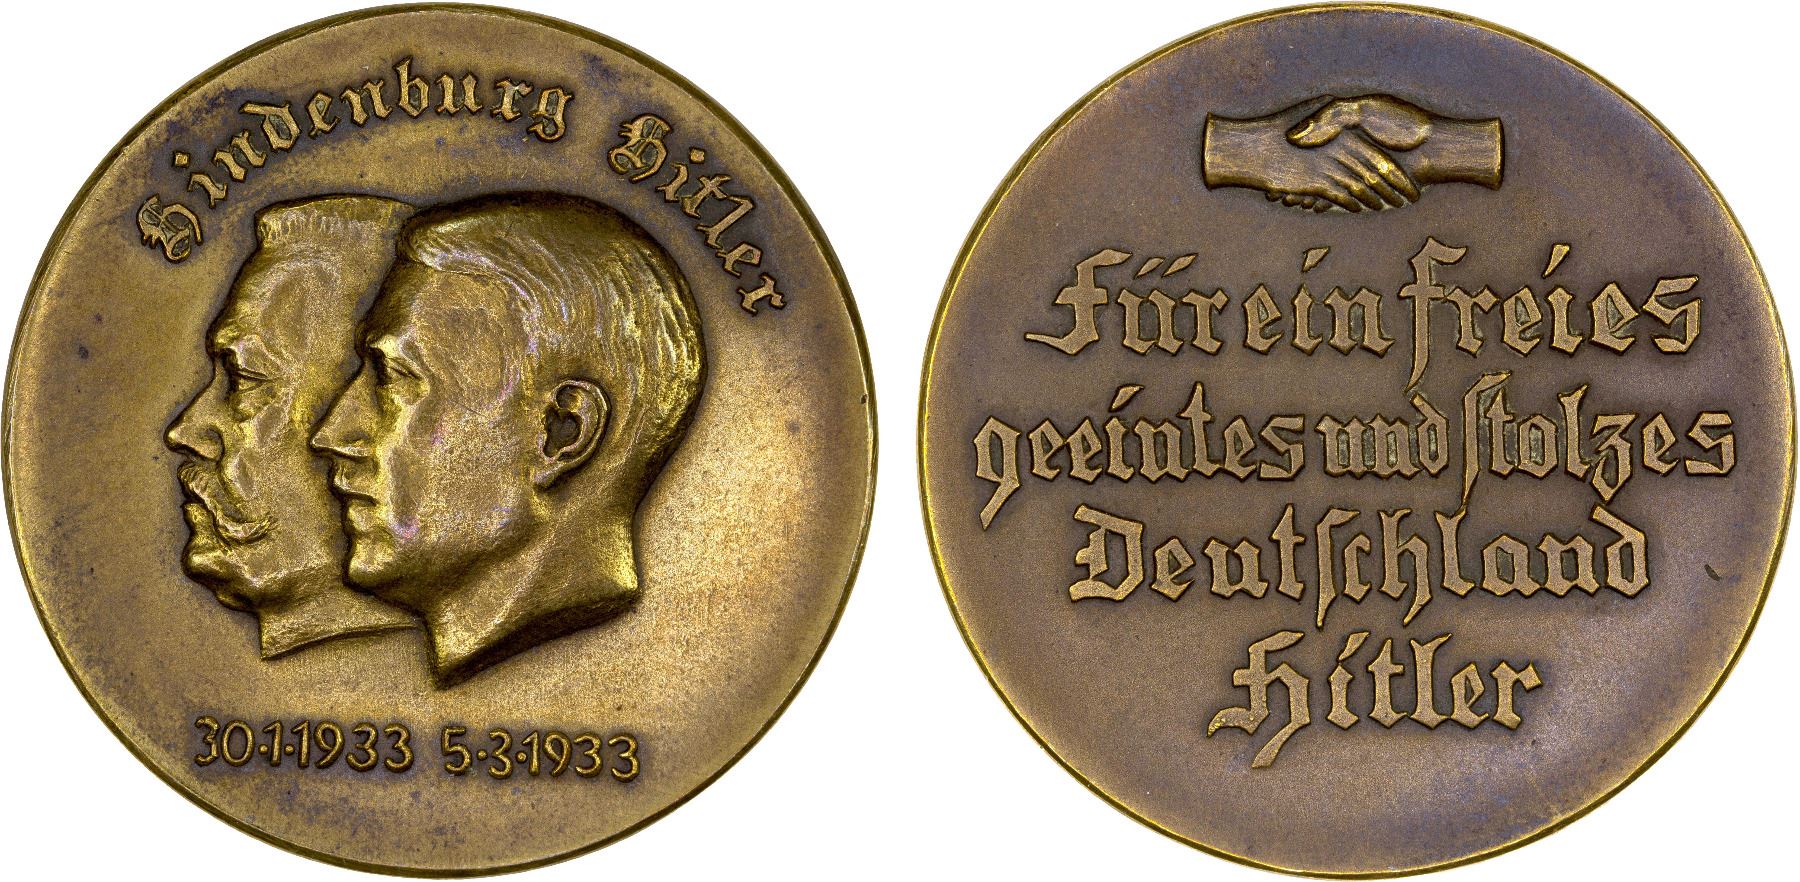 Hindenburg Hitler
30·1·1933 5·3·1933
Für ein freies
geeintes und stolzes
Deutschland
Hitler